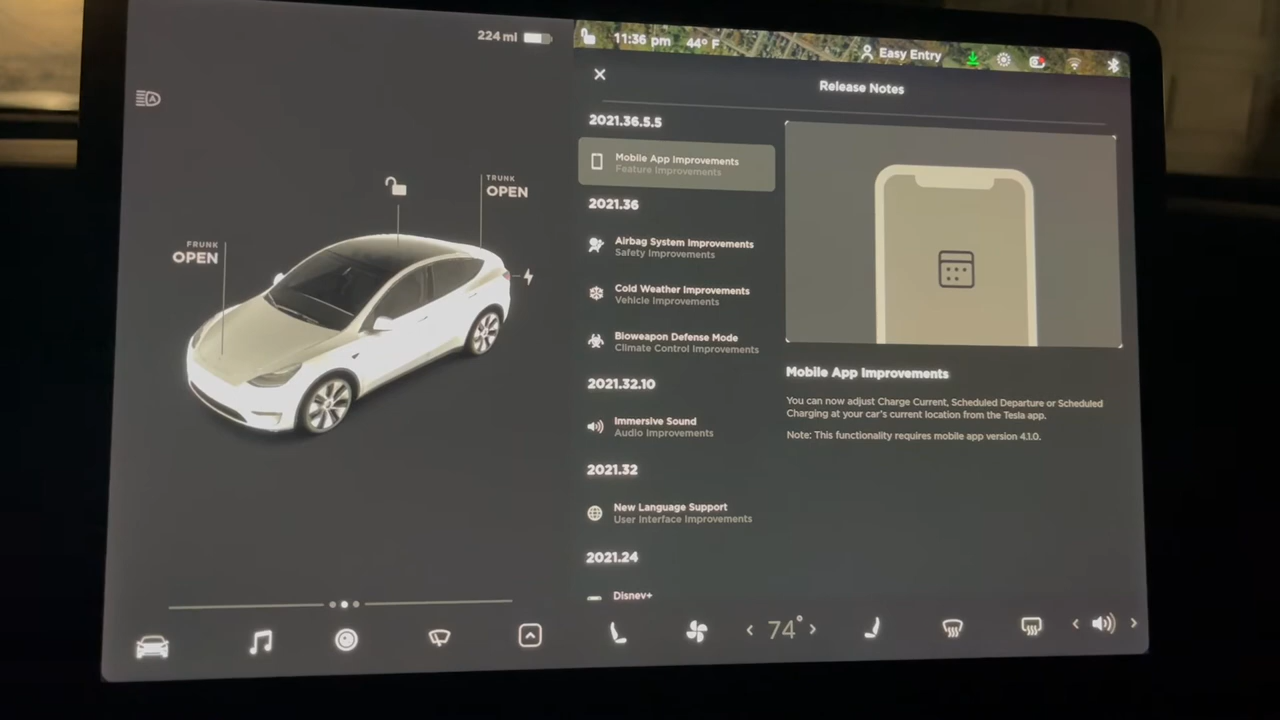 224 mi
11:36 pm
44° F
Easy Entry
Release Notes
TRUNK
OPEN
FRUNK
OPEN
2021.36.5.5
Mobile App Improvements
Feature Improvements
2021.36
Airbag System Improvements
Safety Improvements
Cold Weather Improvements
Vehicle Improvements
Bioweapon Defense Mode
Climate Control Improvements
2021.32.10
Immersive Sound
Audio Improvements
2021.32
New Language Support
User Interface Improvements
2021.24
Disney+
Mobile App Improvements
You can now adjust Charge Current, Scheduled Departure or Scheduled
Charging at your car's current location from the Tesla app.
Note: This functionality requires mobile app version 4.1.0.
< 74° >
< >